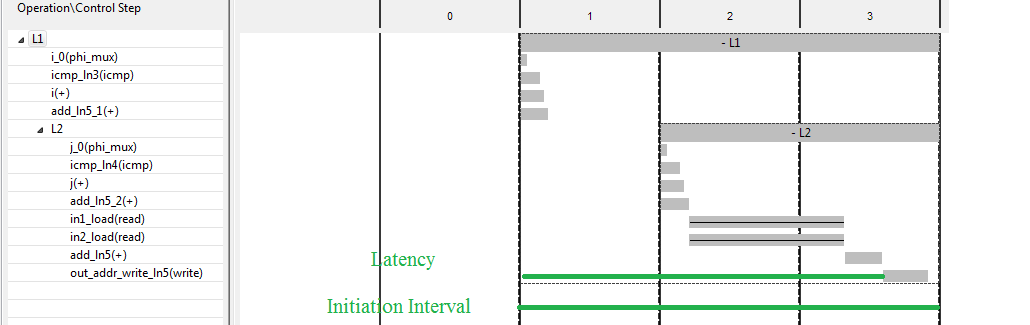 Operation\Control Step
0 1 2 3
L1
- L1
i_0(phi_mux)
icmp_ln3(icmp)
i(+)
add_ln5_1(+)
L2
- L2
j_0(phi_mux)
icmp_ln4(icmp)
j(+)
add_ln5_2(+)
in1_load(read)
in2_load(read)
add_ln5(+)
Latency
out_addr_write_ln5(write)
Initiation Interval